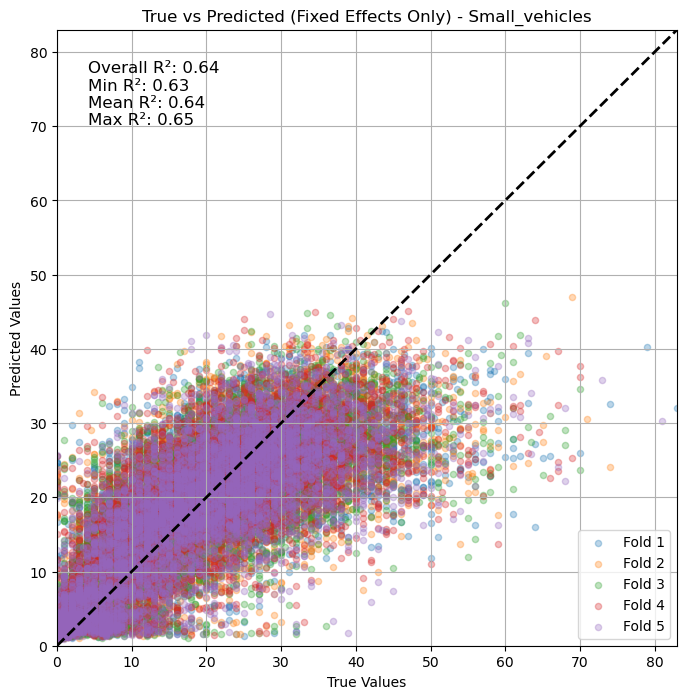 True vs Predicted (Fixed Effects Only) - Small_vehicles
Overall R²: 0.64
Min R²: 0.63
Mean R²: 0.64
Max R²: 0.65
80
70
60
50
40
30
20
10
0
Predicted Values
Fold 1
Fold 2
Fold 3
Fold 4
Fold 5
0 10 20 30 40 50 60 70 80
True Values